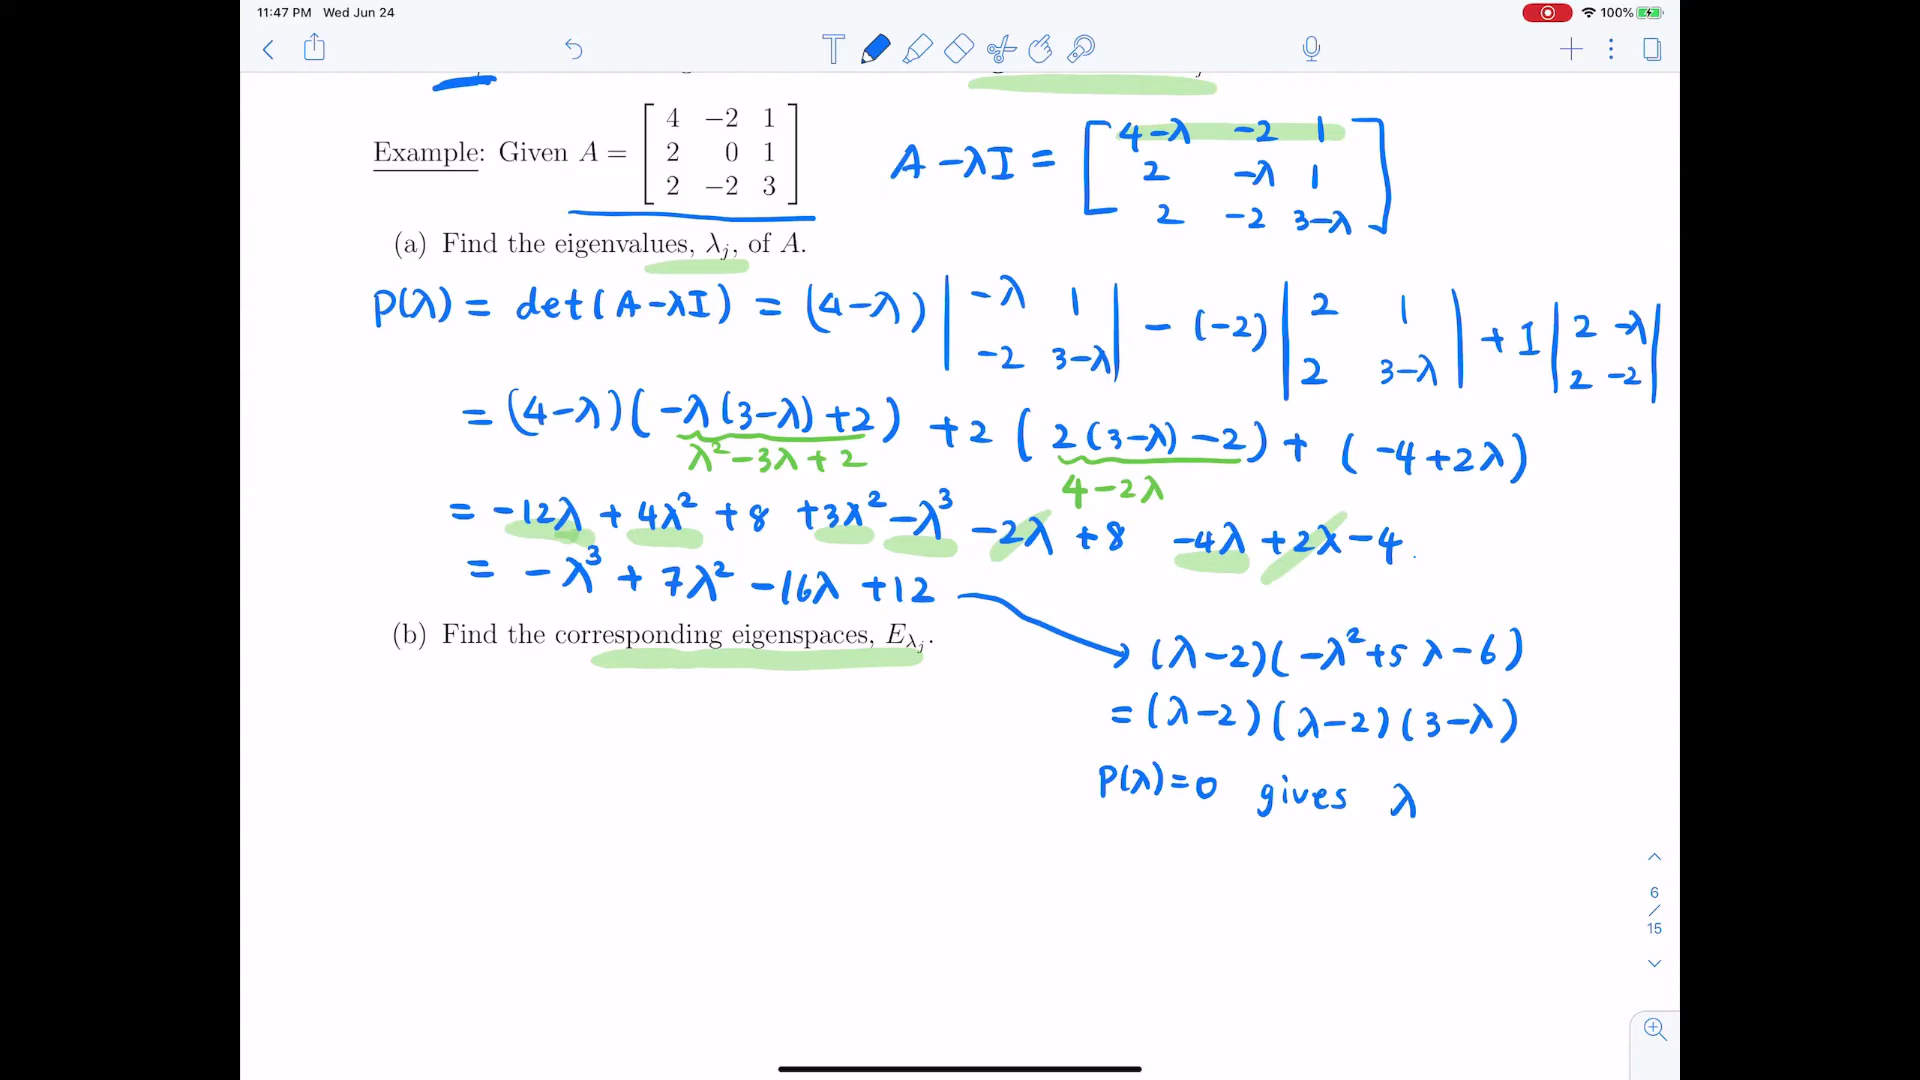 11:47 PM Wed Jun 24 100%
Example: Given A = [ 4 −2 1
2 0 1
2 −2 3 ]
A −λI = [ 4−λ −2 1
2 −λ 1
2 −2 3−λ ]
(a) Find the eigenvalues, λj, of A.
P(λ) = det(A−λI) = (4−λ) | −λ 1 −2 3−λ | − (−2) | 2 1 2 3−λ | + 1 | 2 −λ 2 −2 |
= (4−λ)(−λ(3−λ)+2) +2 ( 2(3−λ) −2) + (−4+2λ)
λ²−3λ+2 4−2λ
= −12λ + 4λ² +8 +3λ² −λ³ −2λ +8 −4λ +2λ −4
= −λ³ + 7λ² −16λ +12
(b) Find the corresponding eigenspaces, Eλj.
(λ−2)(−λ²+5λ−6)
= (λ−2)(λ−2)(3−λ)
P(λ)=0 gives λ
6
/
15